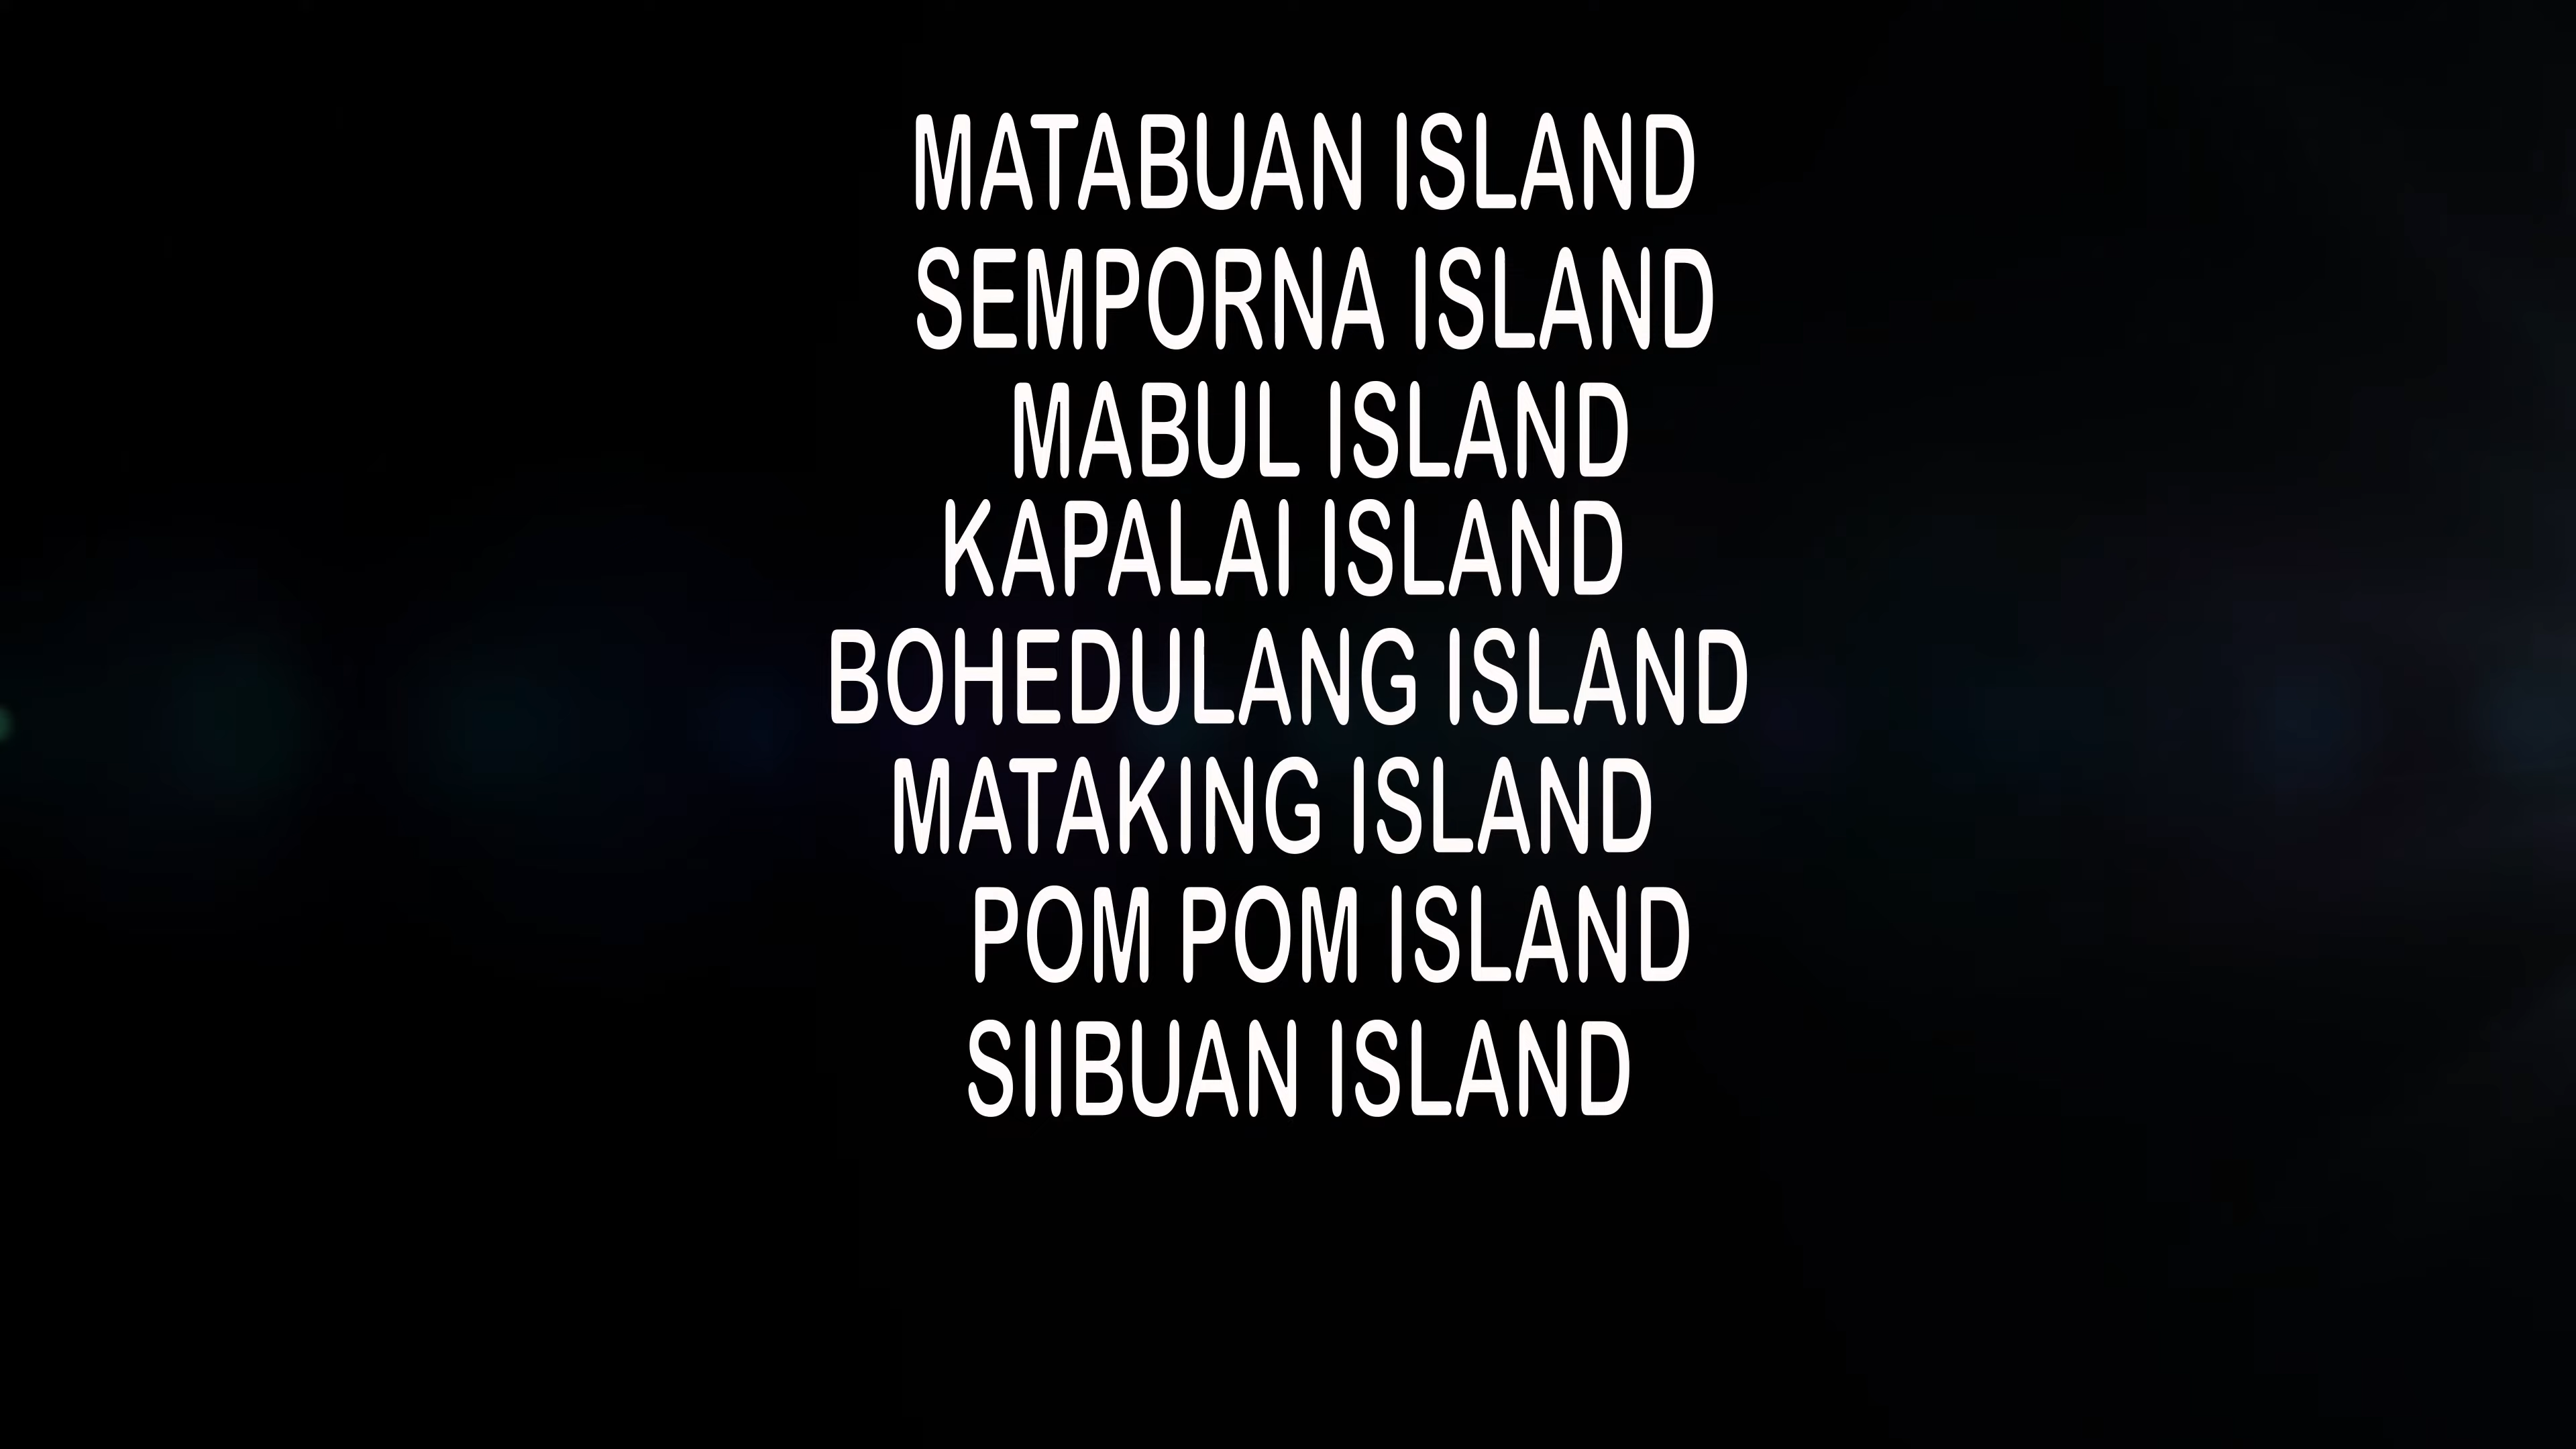 MATABUAN ISLAND
SEMPORNA ISLAND
MABUL ISLAND
KAPALAI ISLAND
BOHEDULANG ISLAND
MATAKING ISLAND
POM POM ISLAND
SIIBUAN ISLAND